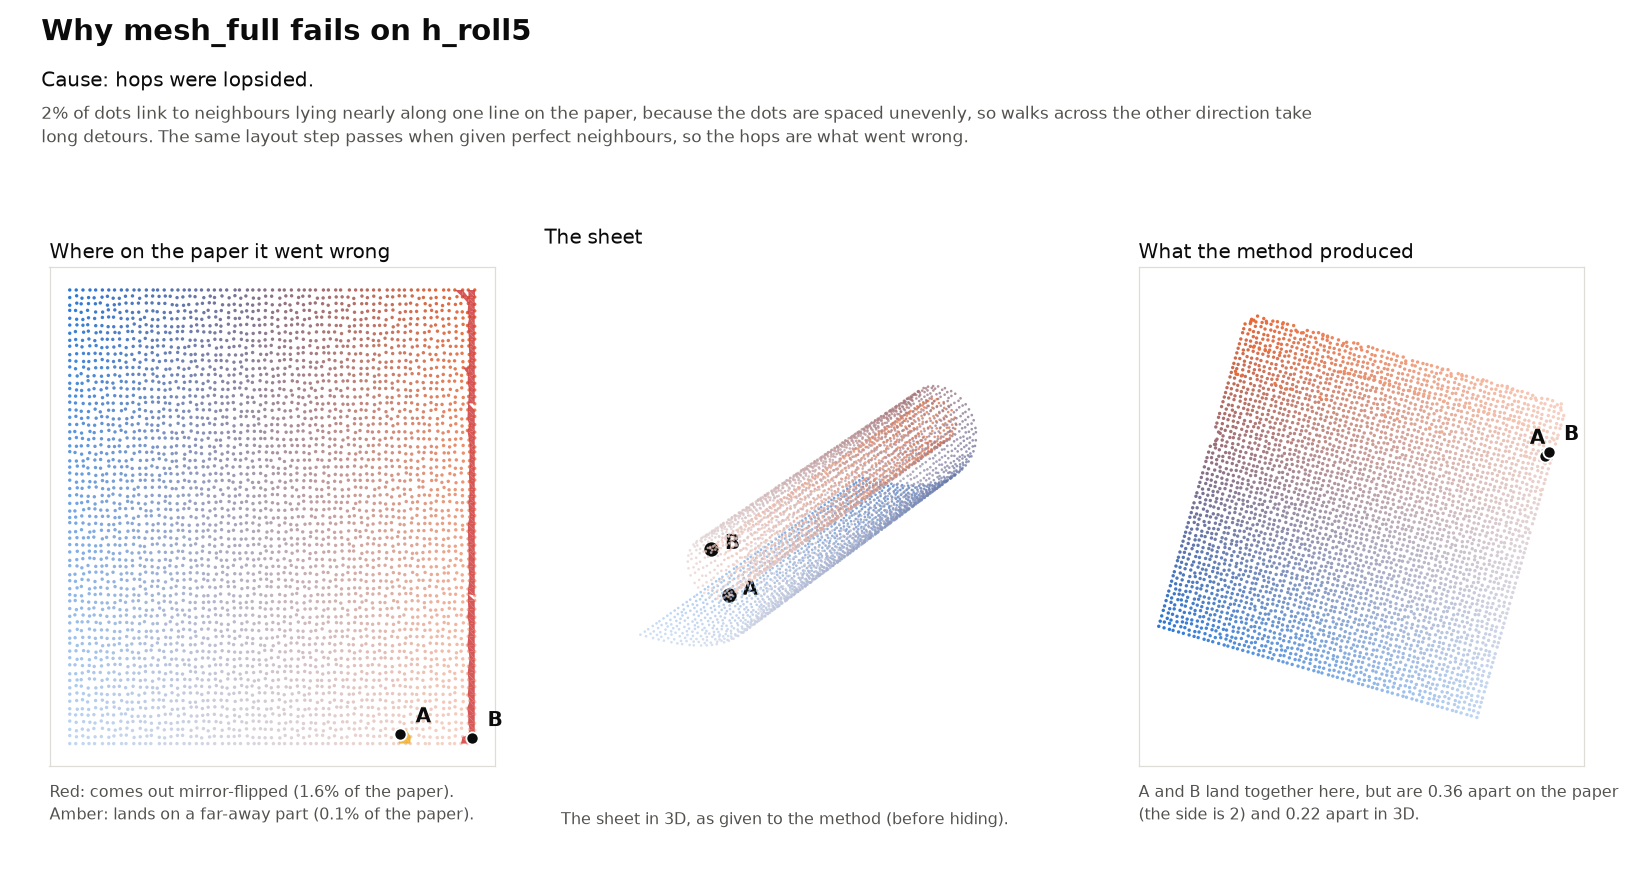 Why mesh_full fails on h_roll5
Cause: hops were lopsided.
2% of dots link to neighbours lying nearly along one line on the paper, because the dots are spaced unevenly, so walks across the other direction take
long detours. The same layout step passes when given perfect neighbours, so the hops are what went wrong.
Where on the paper it went wrong
A
B
Red: comes out mirror-flipped (1.6% of the paper).
Amber: lands on a far-away part (0.1% of the paper).
The sheet
B
A
The sheet in 3D, as given to the method (before hiding).
What the method produced
A
B
A and B land together here, but are 0.36 apart on the paper
(the side is 2) and 0.22 apart in 3D.